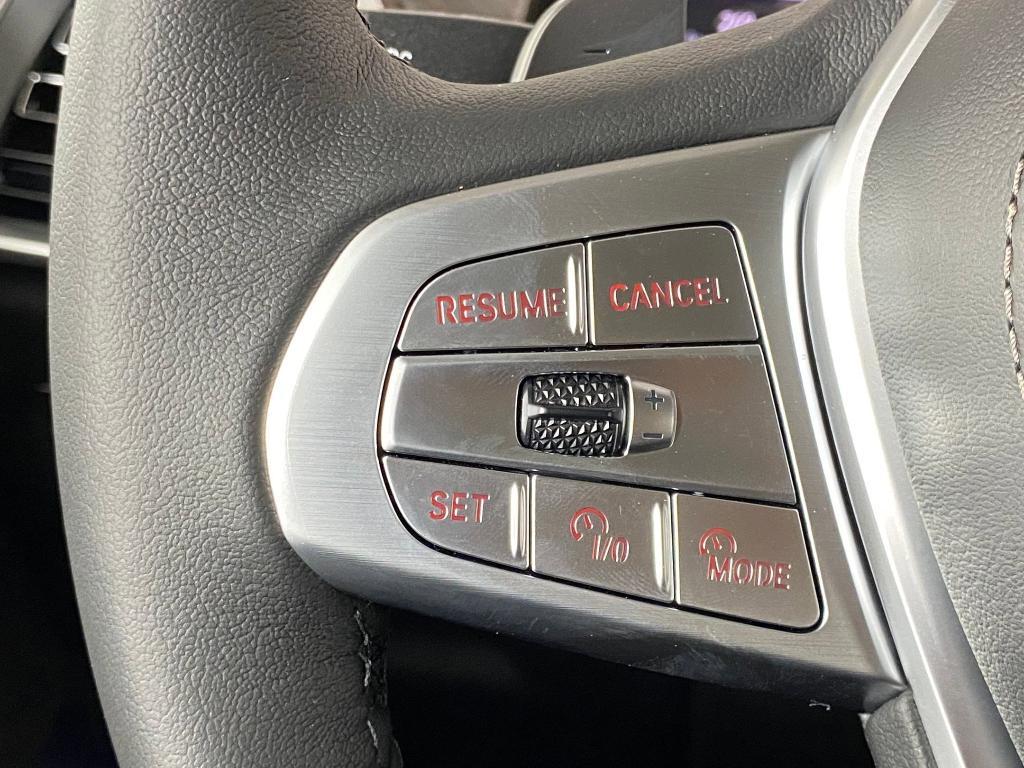 RESUME CANCEL
+
-
SET I/O MODE